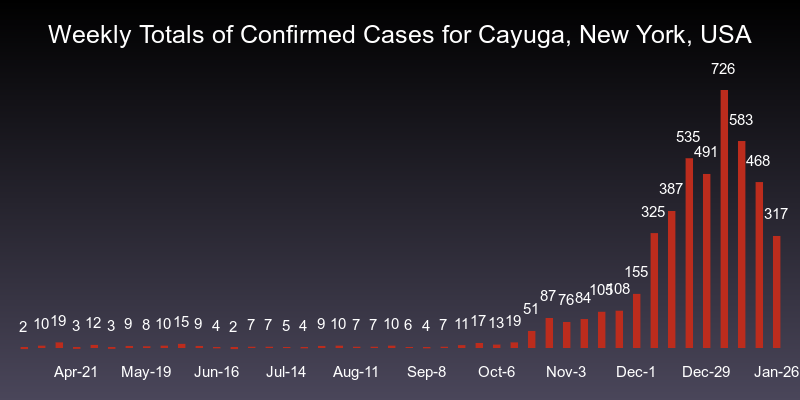 Weekly Totals of Confirmed Cases for Cayuga, New York, USA
2 10 19 3 12 3 9 8 10 15 9 4 2 7 7 5 4 9 10 7 7 10 6 4 7 11 17 13 19 51 87 76 84 105 108 155 325 387 535 491 726 583 468 317
Apr-21 May-19 Jun-16 Jul-14 Aug-11 Sep-8 Oct-6 Nov-3 Dec-1 Dec-29 Jan-26